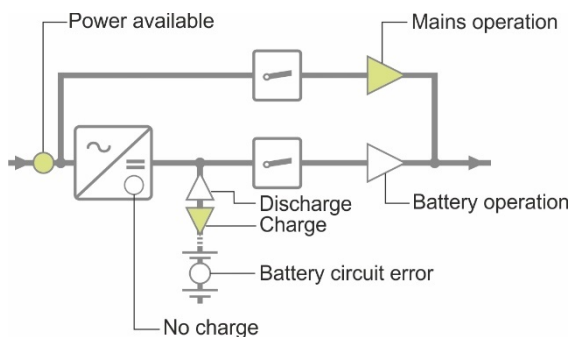 Power available
Mains operation
Discharge
Battery operation
Charge
Battery circuit error
No charge